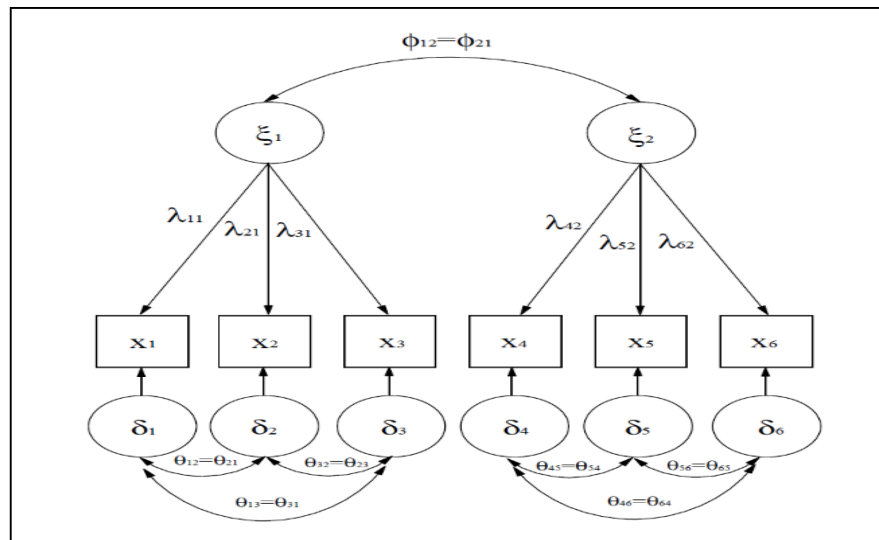 ϕ₁₂=ϕ₂₁
ξ₁ ξ₂
λ₁₁ λ₂₁ λ₃₁ λ₄₂ λ₅₂ λ₆₂
x₁ x₂ x₃ x₄ x₅ x₆
δ₁ δ₂ δ₃ δ₄ δ₅ δ₆
θ₁₂=θ₂₁ θ₃₂=θ₂₃ θ₄₅=θ₅₄ θ₅₆=θ₆₅
θ₁₃=θ₃₁ θ₄₆=θ₆₄